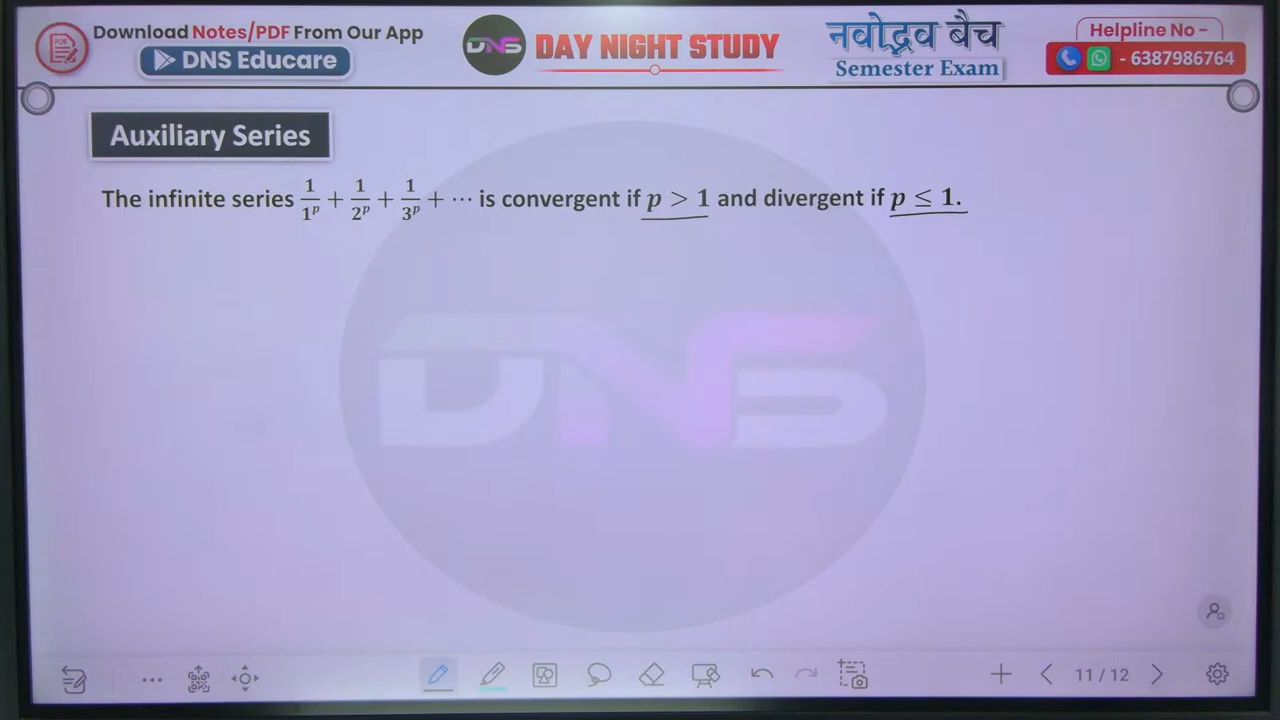 Download Notes/PDF From Our App
DNS Educare
DNS
DAY NIGHT STUDY
नवोद्भव बैच
Semester Exam
Helpline No -
- 6387986764
Auxiliary Series
The infinite series 1/1^p + 1/2^p + 1/3^p + ⋯ is convergent if p > 1 and divergent if p ≤ 1.
DNS
11 / 12